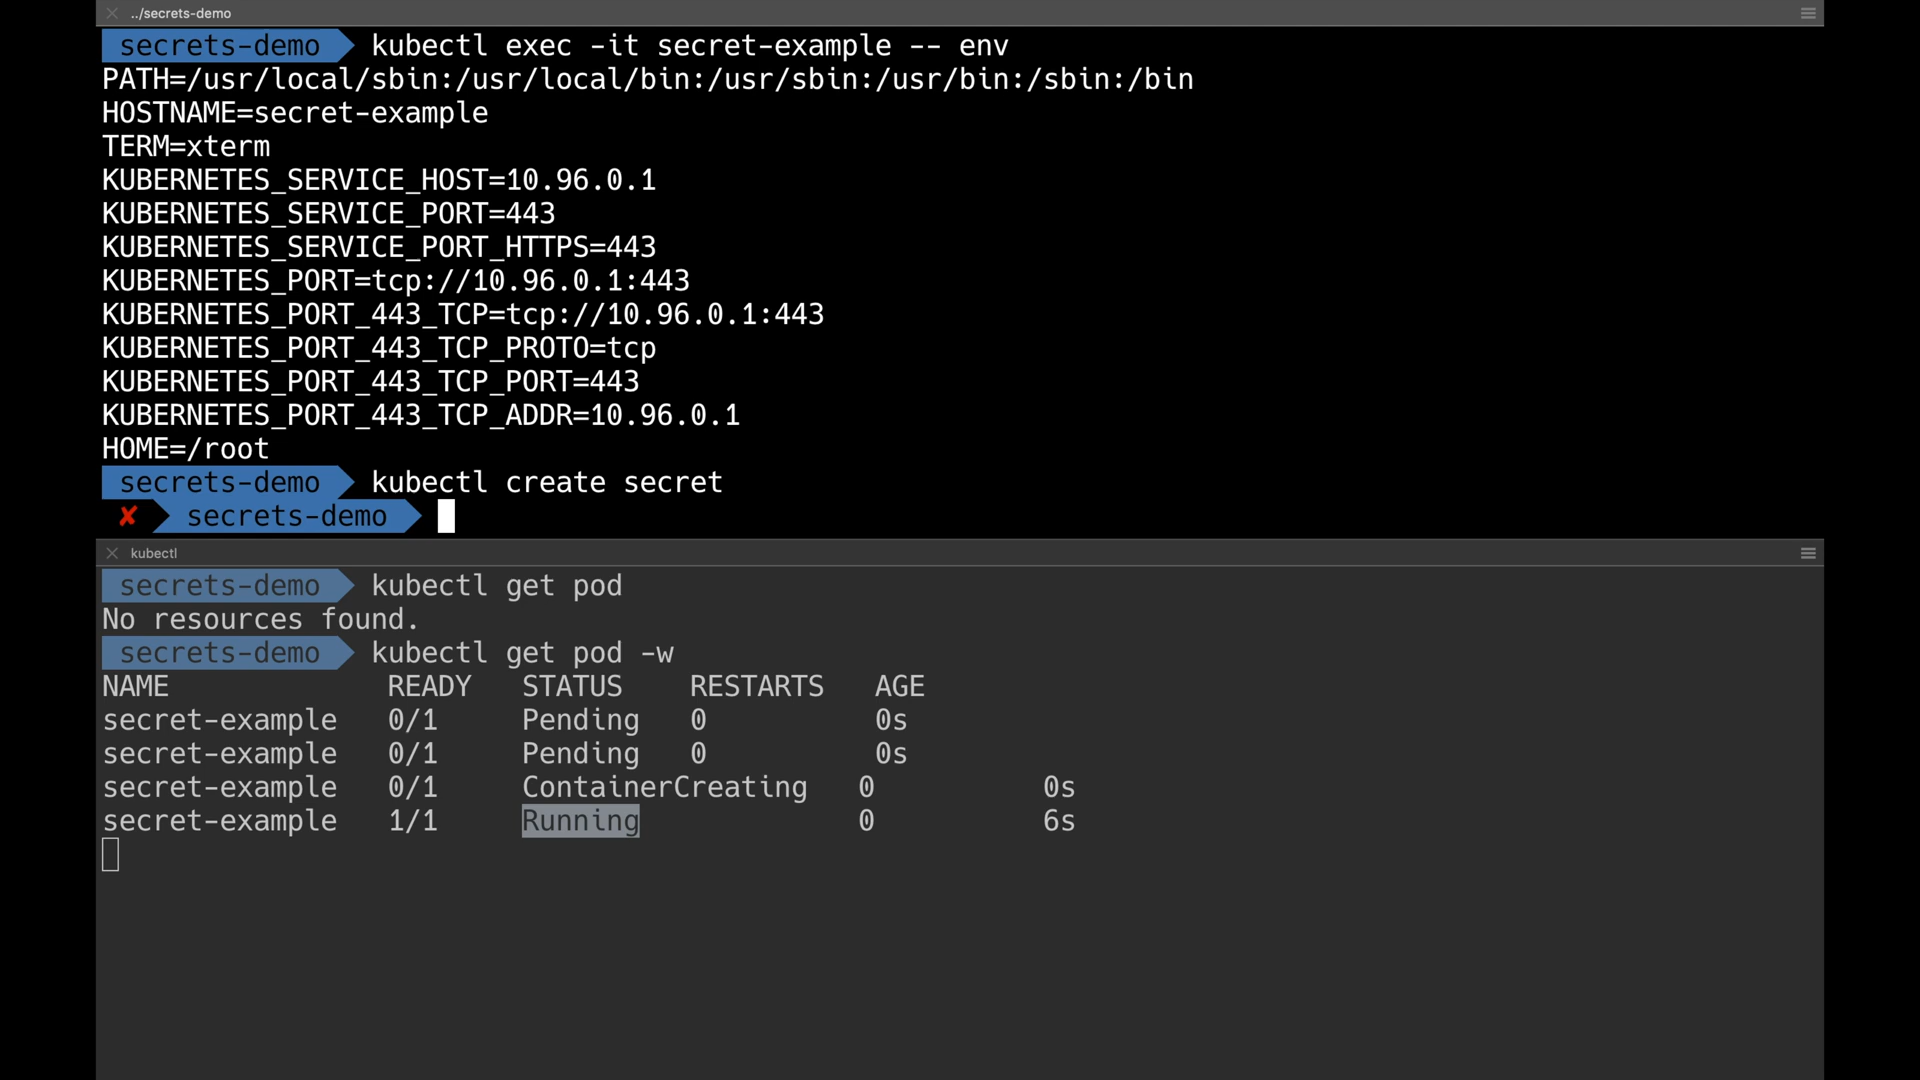 ../secrets-demo
secrets-demo kubectl exec -it secret-example -- env
PATH=/usr/local/sbin:/usr/local/bin:/usr/sbin:/usr/bin:/sbin:/bin
HOSTNAME=secret-example
TERM=xterm
KUBERNETES_SERVICE_HOST=10.96.0.1
KUBERNETES_SERVICE_PORT=443
KUBERNETES_SERVICE_PORT_HTTPS=443
KUBERNETES_PORT=tcp://10.96.0.1:443
KUBERNETES_PORT_443_TCP=tcp://10.96.0.1:443
KUBERNETES_PORT_443_TCP_PROTO=tcp
KUBERNETES_PORT_443_TCP_PORT=443
KUBERNETES_PORT_443_TCP_ADDR=10.96.0.1
HOME=/root
secrets-demo kubectl create secret
✘ secrets-demo
kubectl
secrets-demo kubectl get pod
No resources found.
secrets-demo kubectl get pod -w
NAME READY STATUS RESTARTS AGE
secret-example 0/1 Pending 0 0s
secret-example 0/1 Pending 0 0s
secret-example 0/1 ContainerCreating 0 0s
secret-example 1/1 Running 0 6s